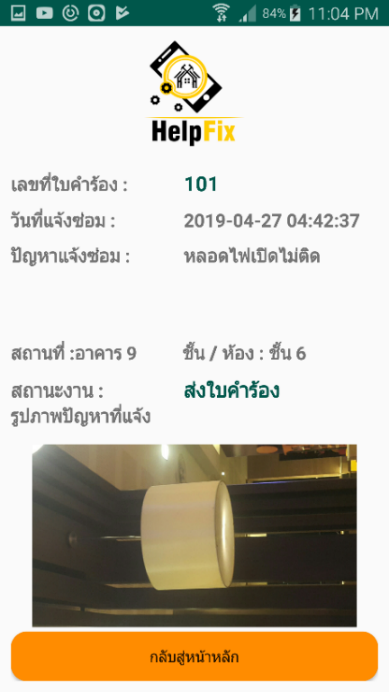 84% 11:04 PM
HelpFix
เลขที่ใบคำร้อง : 101
วันที่แจ้งซ่อม : 2019-04-27 04:42:37
ปัญหาแจ้งซ่อม : หลอดไฟเปิดไม่ติด
สถานที่ :อาคาร 9 ชั้น / ห้อง : ชั้น 6
สถานะงาน : ส่งใบคำร้อง
รูปภาพปัญหาที่แจ้ง
กลับสู่หน้าหลัก